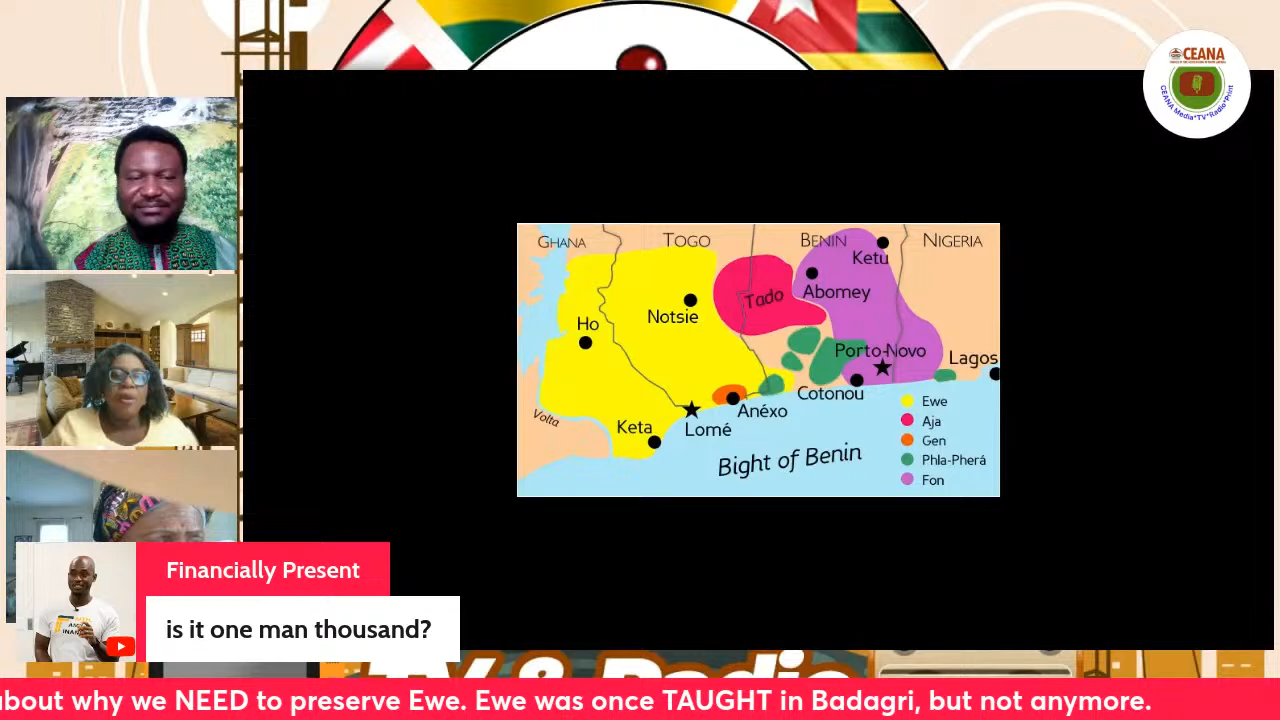 CEANA
CEANA Media*TV*Radio*Print
GHANA
TOGO
BENIN
NIGERIA
Ketu
Tado
Abomey
Notsie
Ho
Porto-Novo
Lagos
Cotonou
Anéxo
Volta
Keta
Lomé
Bight of Benin
Ewe
Aja
Gen
Phla-Pherá
Fon
Financially Present
is it one man thousand?
TV & Radio
about why we NEED to preserve Ewe. Ewe was once TAUGHT in Badagri, but not anymore.